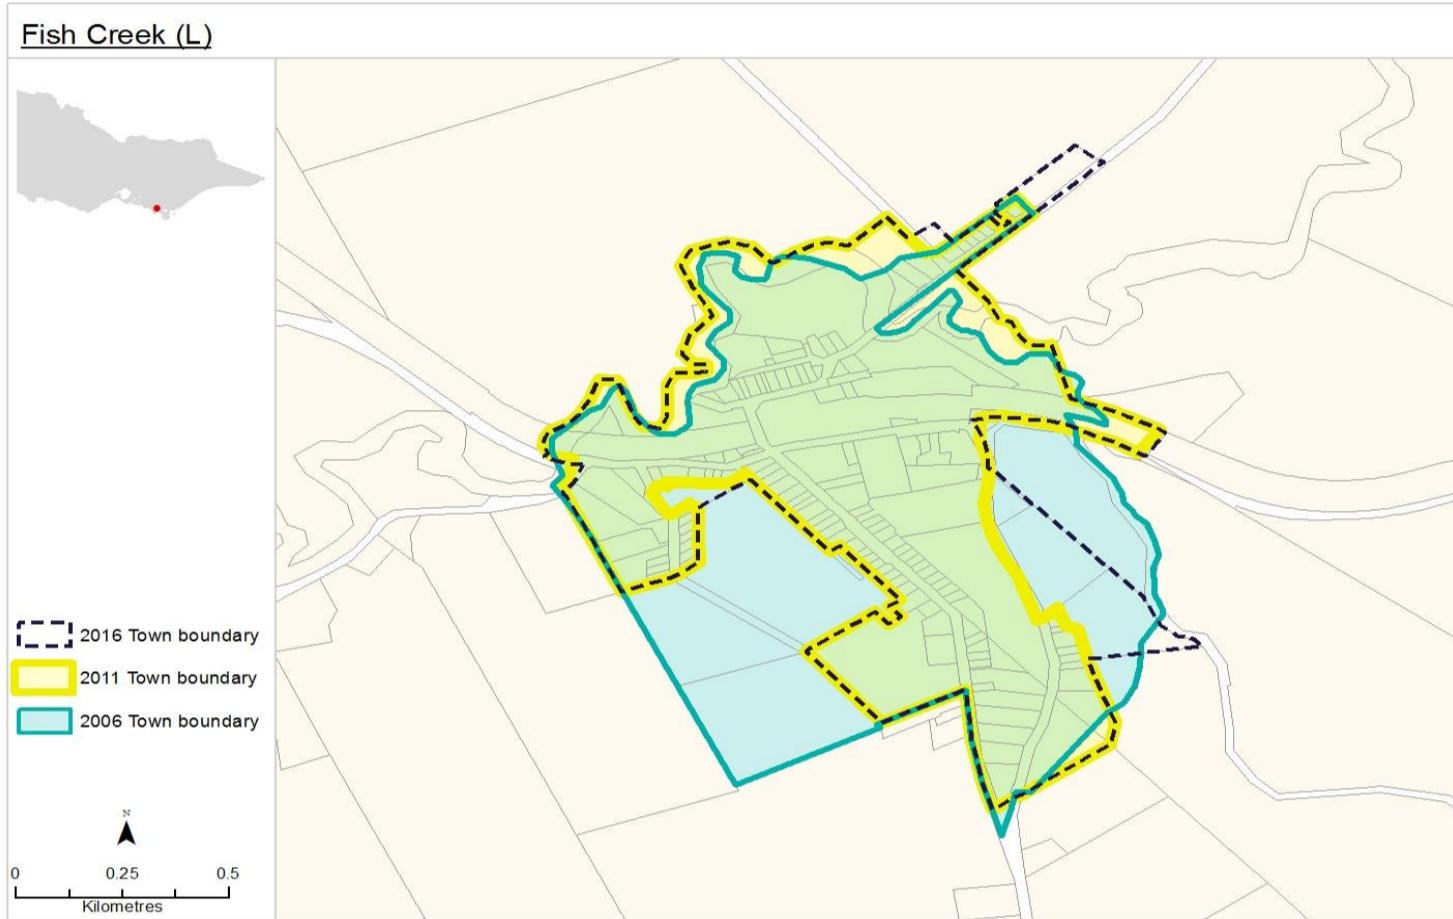 Fish Creek (L)
2016 Town boundary
2011 Town boundary
2006 Town boundary
N
0 0.25 0.5
Kilometres